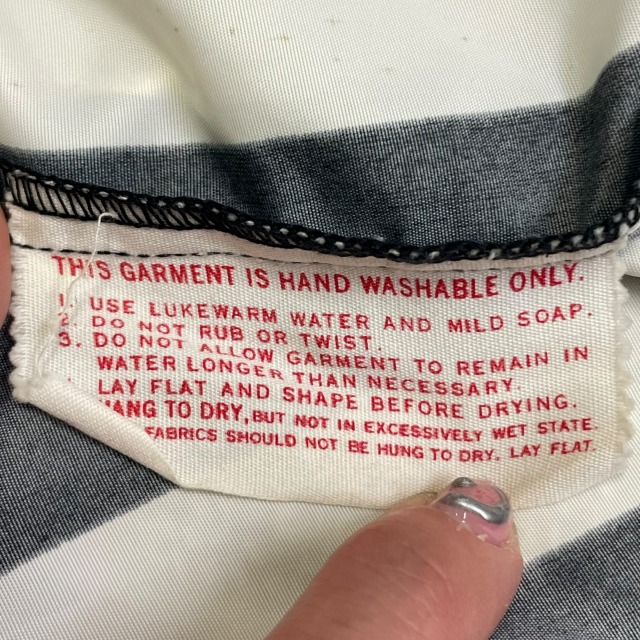 THIS GARMENT IS HAND WASHABLE ONLY.
1. USE LUKEWARM WATER AND MILD SOAP.
2. DO NOT RUB OR TWIST.
3. DO NOT ALLOW GARMENT TO REMAIN IN
WATER LONGER THAN NECESSARY.
LAY FLAT AND SHAPE BEFORE DRYING.
HANG TO DRY, BUT NOT IN EXCESSIVELY WET STATE.
FABRICS SHOULD NOT BE HUNG TO DRY. LAY FLAT.